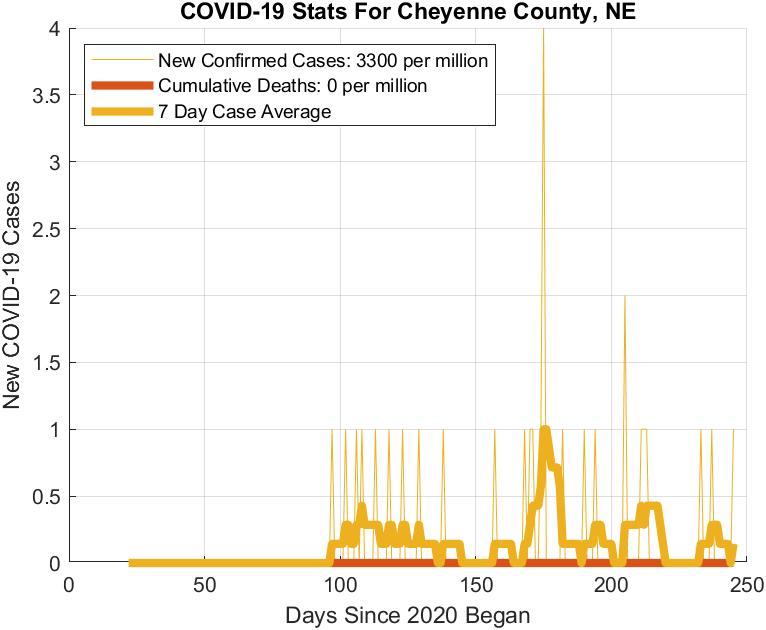 COVID-19 Stats For Cheyenne County, NE
New Confirmed Cases: 3300 per million
Cumulative Deaths: 0 per million
7 Day Case Average
New COVID-19 Cases
4
3.5
3
2.5
2
1.5
1
0.5
0
0 50 100 150 200 250
Days Since 2020 Began